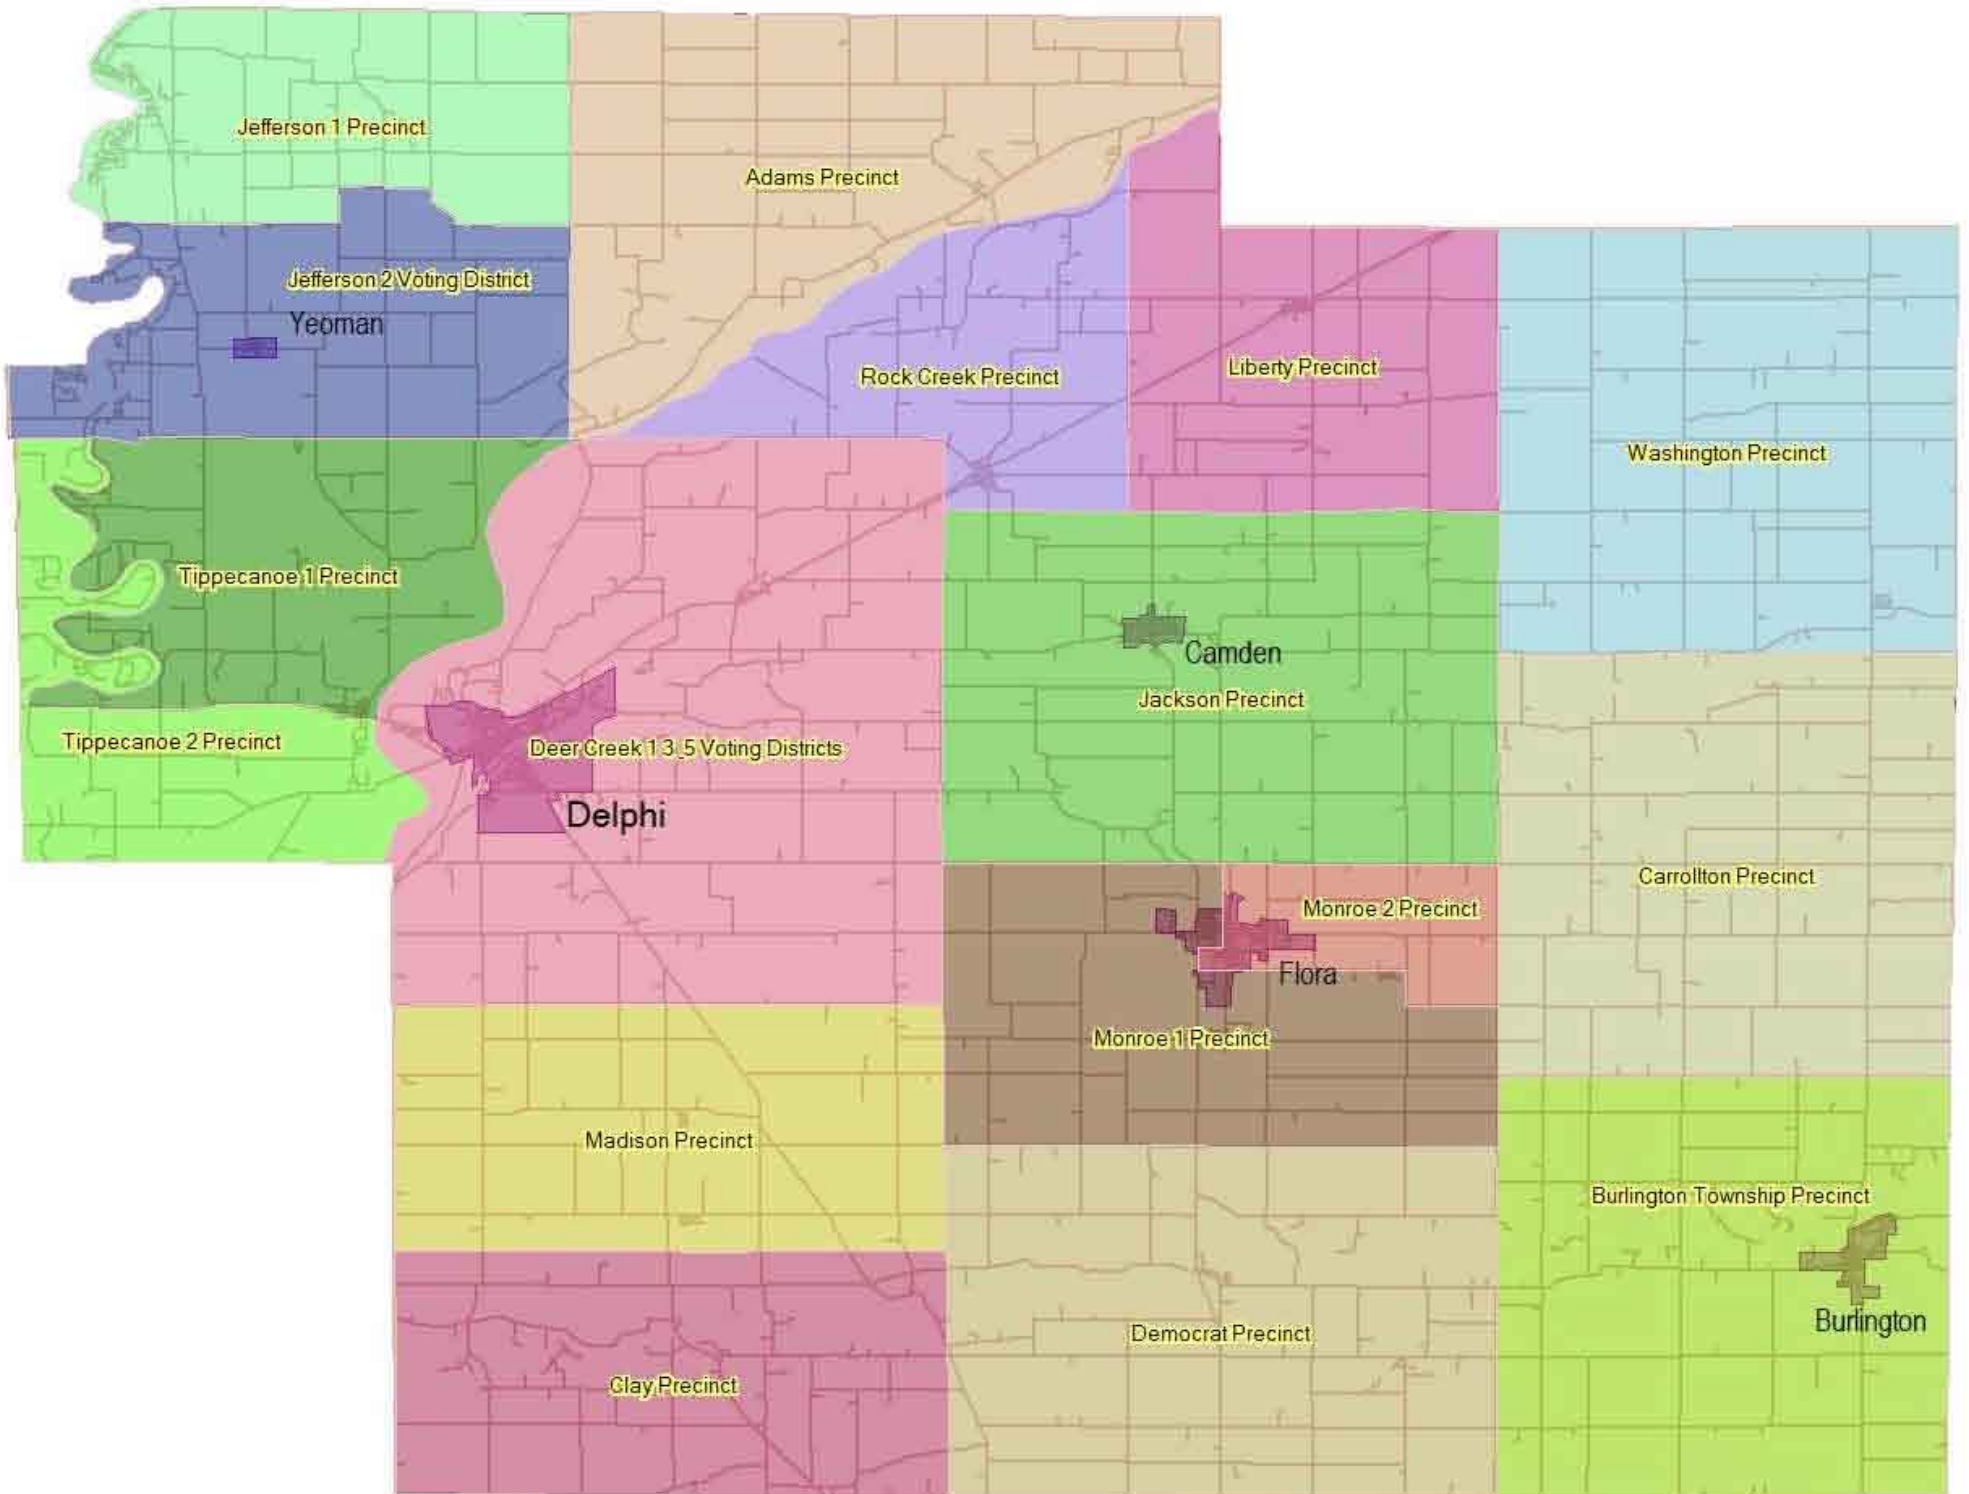 Jefferson 1 Precinct
Adams Precinct
Jefferson 2 Voting District
Yeoman
Rock Creek Precinct
Liberty Precinct
Washington Precinct
Tippecanoe 1 Precinct
Camden
Jackson Precinct
Tippecanoe 2 Precinct
Deer Creek 1 3_5 Voting Districts
Delphi
Carrollton Precinct
Monroe 2 Precinct
Flora
Monroe 1 Precinct
Madison Precinct
Burlington Township Precinct
Burlington
Democrat Precinct
Clay Precinct